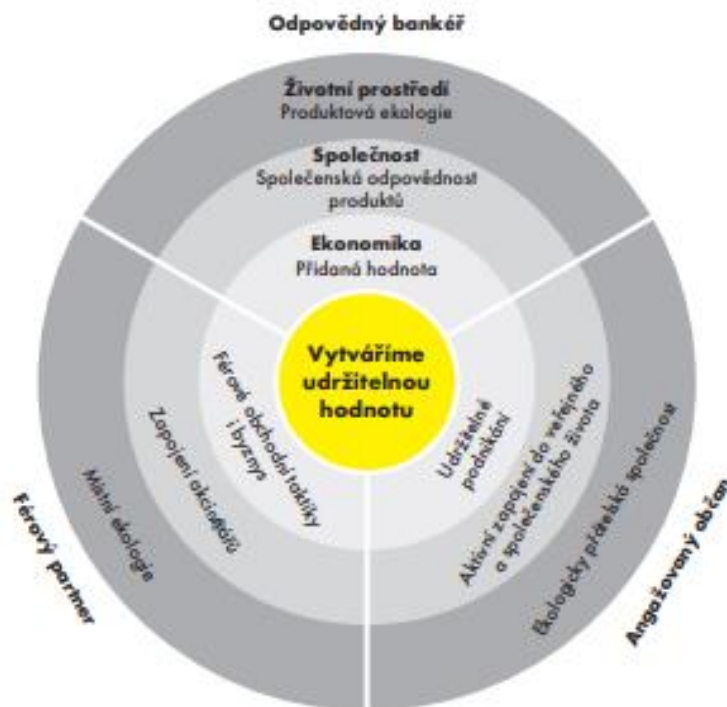 Odpovědný bankéř
Životní prostředí
Produktová ekologie
Společnost
Společenská odpovědnost
produktů
Ekonomika
Přidaná hodnota
Vytváříme
udržitelnou
hodnotu
Férové obchodní taktiky
i byznys
Zapojení akcionářů
Místní ekologie
Férový partner
Udržitelné
podnikání
Aktivní zapojení do veřejného
a společenského života
Ekologicky přátelská společnost
Angažovaný občan